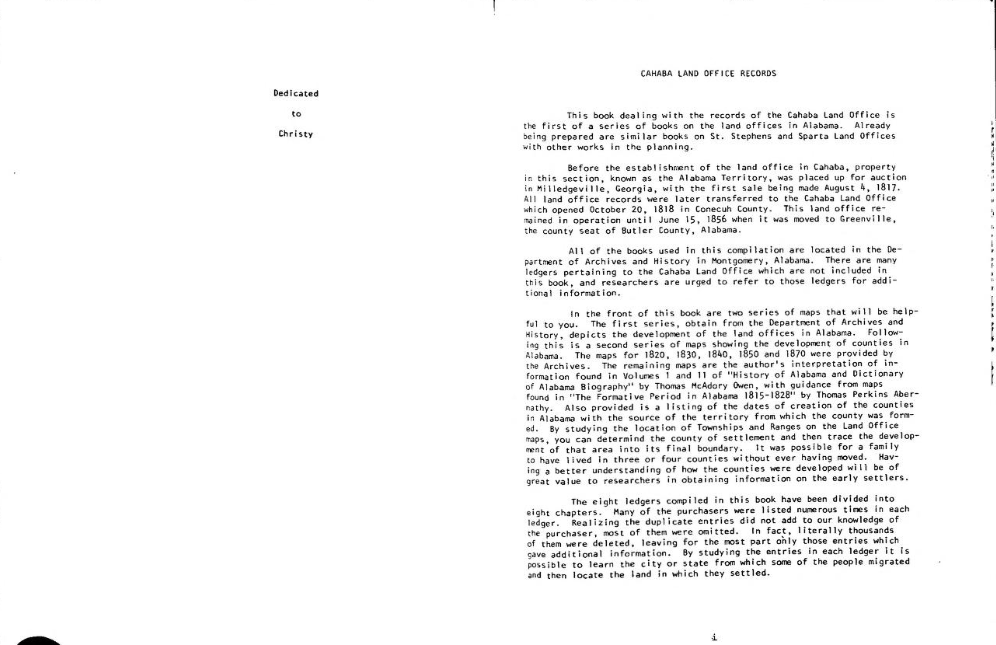 Dedicated
to
Christy
CAHABA LAND OFFICE RECORDS
This book dealing with the records of the Cahaba Land Office is
the first of a series of books on the land offices in Alabama. Already
being prepared are similar books on St. Stephens and Sparta Land Offices
with other works in the planning.
Before the establishment of the land office in Cahaba, property
in this section, known as the Alabama Territory, was placed up for auction
in Milledgeville, Georgia, with the first sale being made August 4, 1817.
All land office records were later transferred to the Cahaba Land Office
which opened October 20, 1818 in Conecuh County. This land office re-
mained in operation until June 15, 1856 when it was moved to Greenville,
the county seat of Butler County, Alabama.
All of the books used in this compilation are located in the De-
partment of Archives and History in Montgomery, Alabama. There are many
ledgers pertaining to the Cahaba Land Office which are not included in
this book, and researchers are urged to refer to those ledgers for addi-
tional information.
In the front of this book are two series of maps that will be help-
ful to you. The first series, obtain from the Department of Archives and
History, depicts the development of the land offices in Alabama. Follow-
ing this is a second series of maps showing the development of counties in
Alabama. The maps for 1820, 1830, 1840, 1850 and 1870 were provided by
the Archives. The remaining maps are the author's interpretation of in-
formation found in Volumes 1 and 11 of "History of Alabama and Dictionary
of Alabama Biography" by Thomas McAdory Owen, with guidance from maps
found in "The Formative Period in Alabama 1815-1828" by Thomas Perkins Aber-
nathy. Also provided is a listing of the dates of creation of the counties
in Alabama with the source of the territory from which the county was form-
ed. By studying the location of Townships and Ranges on the Land Office
maps, you can determind the county of settlement and then trace the develop-
ment of that area into its final boundary. It was possible for a family
to have lived in three or four counties without ever having moved. Hav-
ing a better understanding of how the counties were developed will be of
great value to researchers in obtaining information on the early settlers.
The eight ledgers compiled in this book have been divided into
eight chapters. Many of the purchasers were listed numerous times in each
ledger. Realizing the duplicate entries did not add to our knowledge of
the purchaser, most of them were omitted. In fact, literally thousands
of them were deleted, leaving for the most part only those entries which
gave additional information. By studying the entries in each ledger it is
possible to learn the city or state from which some of the people migrated
and then locate the land in which they settled.
i